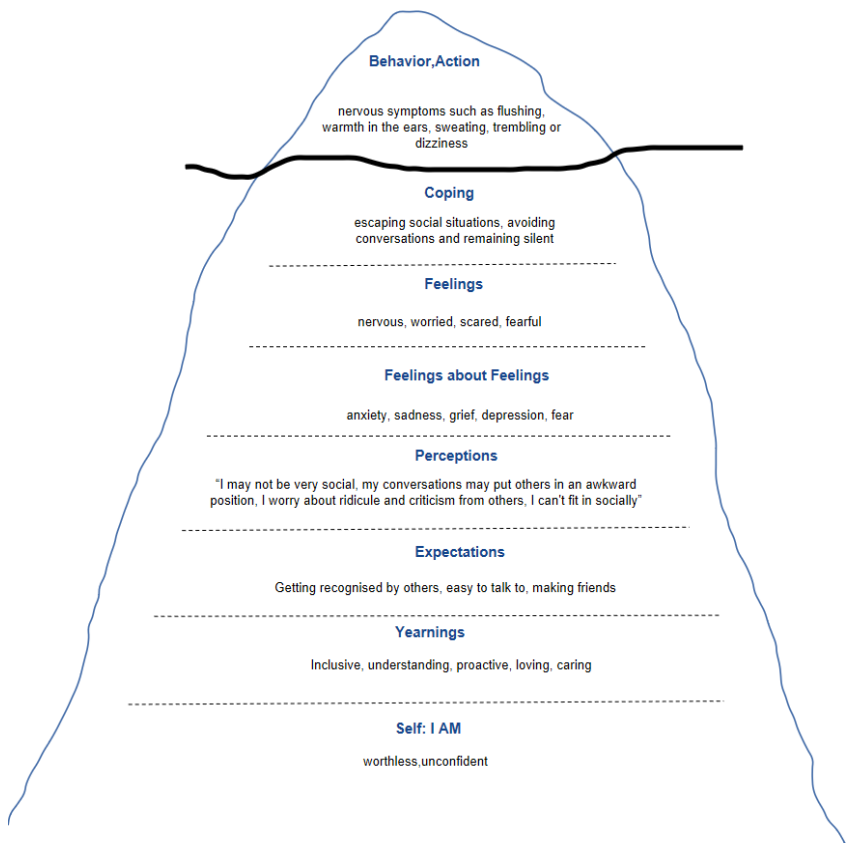 Behavior,Action
nervous symptoms such as flushing,
warmth in the ears, sweating, trembling or
dizziness
Coping
escaping social situations, avoiding
conversations and remaining silent
Feelings
nervous, worried, scared, fearful
Feelings about Feelings
anxiety, sadness, grief, depression, fear
Perceptions
“I may not be very social, my conversations may put others in an awkward
position, I worry about ridicule and criticism from others, I can't fit in socially”
Expectations
Getting recognised by others, easy to talk to, making friends
Yearnings
Inclusive, understanding, proactive, loving, caring
Self: I AM
worthless,unconfident